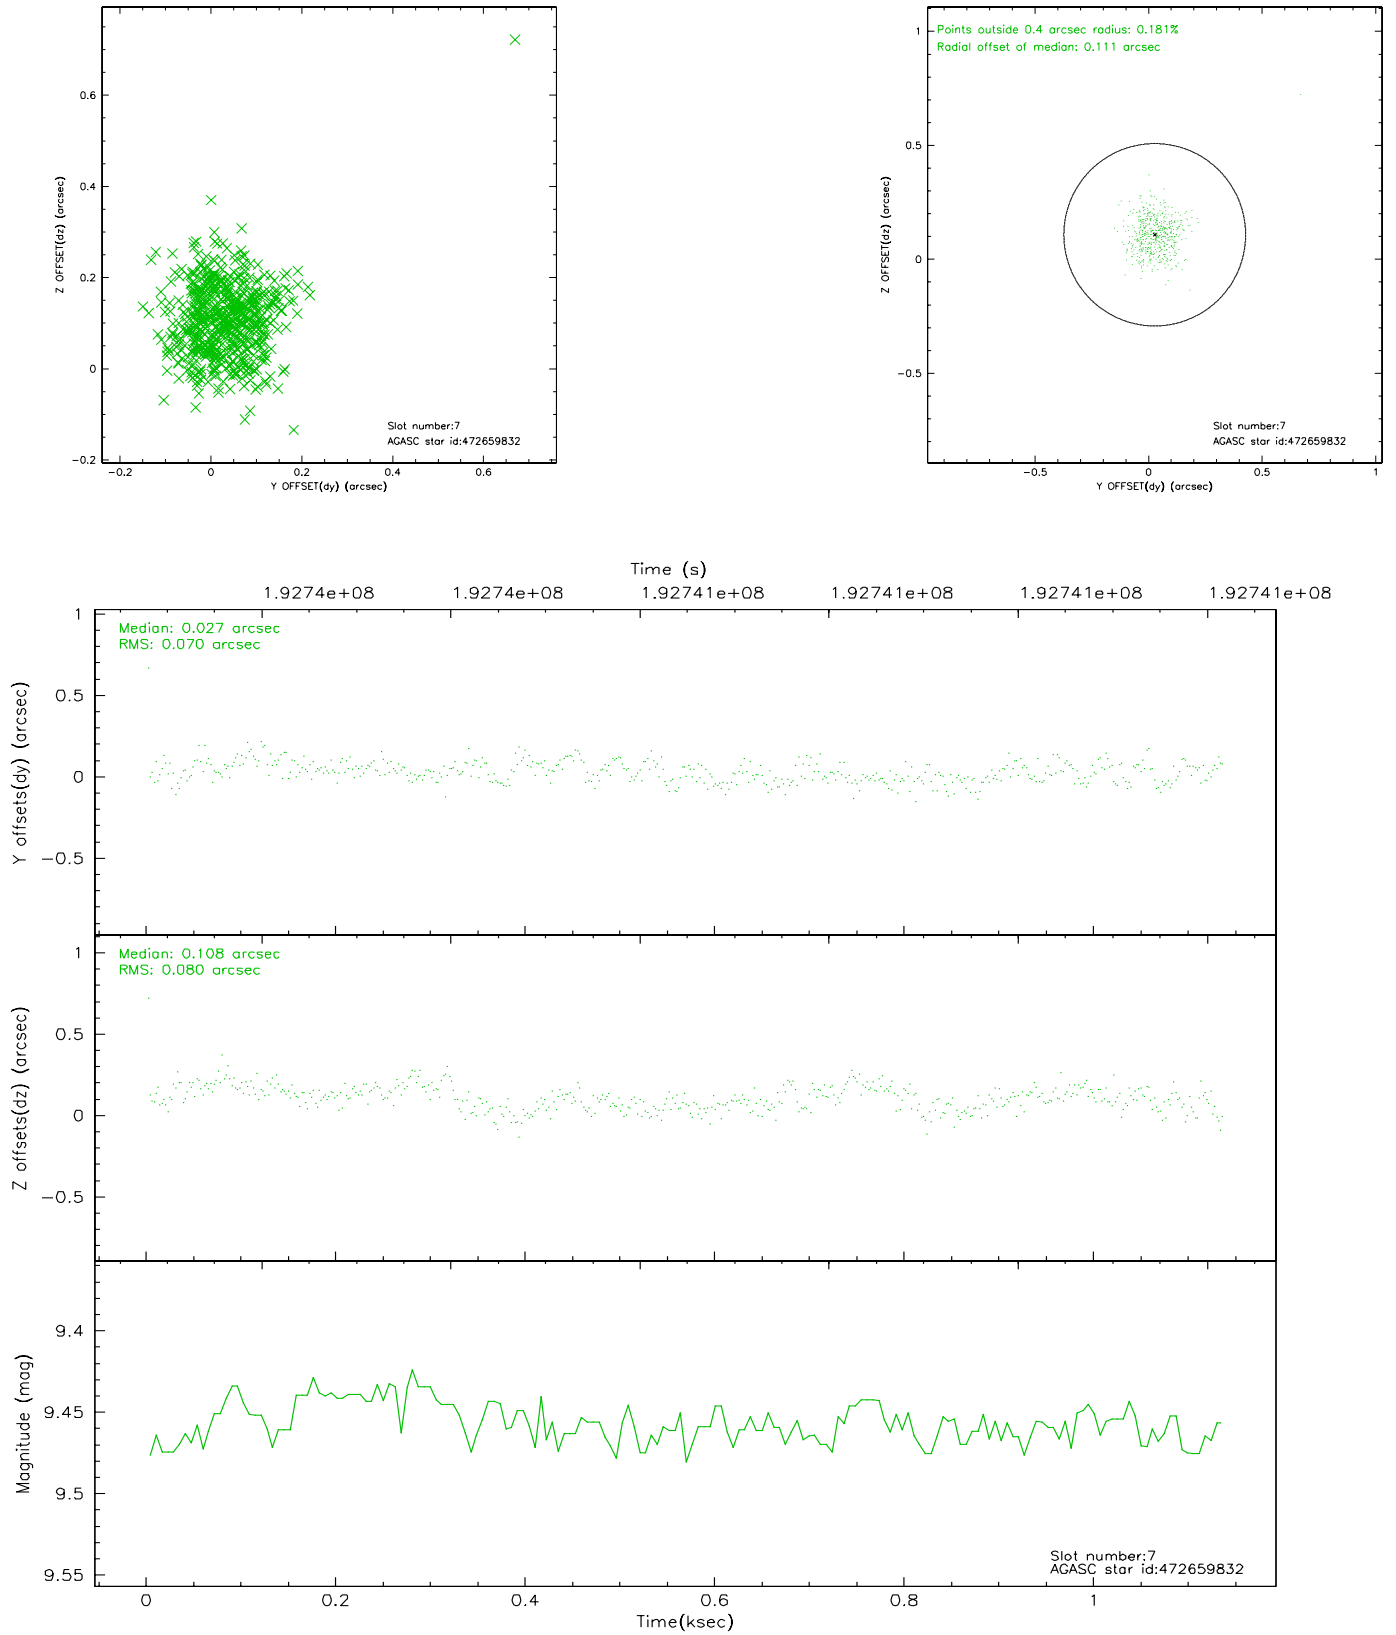 0.6
0.4
0.2
0
−0.2
Z OFFSET(dz) (arcsec)
−0.2 0 0.2 0.4 0.6
Y OFFSET(dy) (arcsec)
Slot number:7
AGASC star id:472659832
Points outside 0.4 arcsec radius: 0.181%
Radial offset of median: 0.111 arcsec
1
0.5
0
−0.5
Z OFFSET(dz) (arcsec)
−0.5 0 0.5 1
Y OFFSET(dy) (arcsec)
Slot number:7
AGASC star id:472659832
Time (s)
1.9274e+08 1.9274e+08 1.92741e+08 1.92741e+08 1.92741e+08 1.92741e+08
Median: 0.027 arcsec
RMS: 0.070 arcsec
1
0.5
0
−0.5
Y offsets(dy) (arcsec)
Median: 0.108 arcsec
RMS: 0.080 arcsec
1
0.5
0
−0.5
Z offsets(dz) (arcsec)
9.4
9.45
9.5
9.55
Magnitude (mag)
Slot number:7
AGASC star id:472659832
0 0.2 0.4 0.6 0.8 1
Time(ksec)